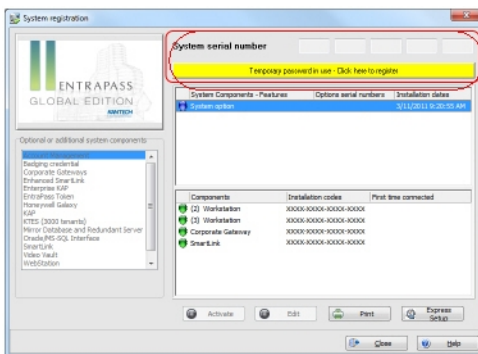 System registration
System serial number
Temporary password in use - Click here to register
ENTRAPASS
GLOBAL EDITION
KANTECH
System Components - Features Options serial numbers Installation dates
System option 3/11/2011 9:20:55 AM
Optional or additional system components
Badging credential
Corporate Gateways
Enhanced SmartLink
Enterprise KAP
EntraPass Token
Honeywell Galaxy
KAP
KTES (3000 tenants)
Mirror Database and Redundant Server
Oracle/MS-SQL Interface
SmartLink
Video Vault
WebStation
Components Installation codes First time connected
(2) Workstation XXXX-XXXX-XXXX-XXXX
(3) Workstation XXXX-XXXX-XXXX-XXXX
Corporate Gateway XXXX-XXXX-XXXX-XXXX
SmartLink XXXX-XXXX-XXXX-XXXX
Activate Edit Print Express Setup
Close Help